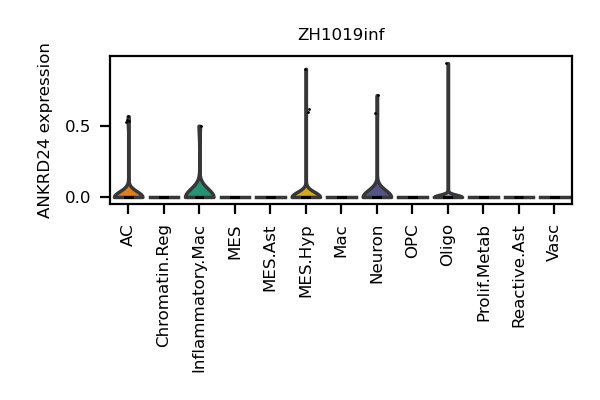 ZH1019inf
ANKRD24 expression
0.5
0.0
AC
Chromatin.Reg
Inflammatory.Mac
MES
MES.Ast
MES.Hyp
Mac
Neuron
OPC
Oligo
Prolif.Metab
Reactive.Ast
Vasc